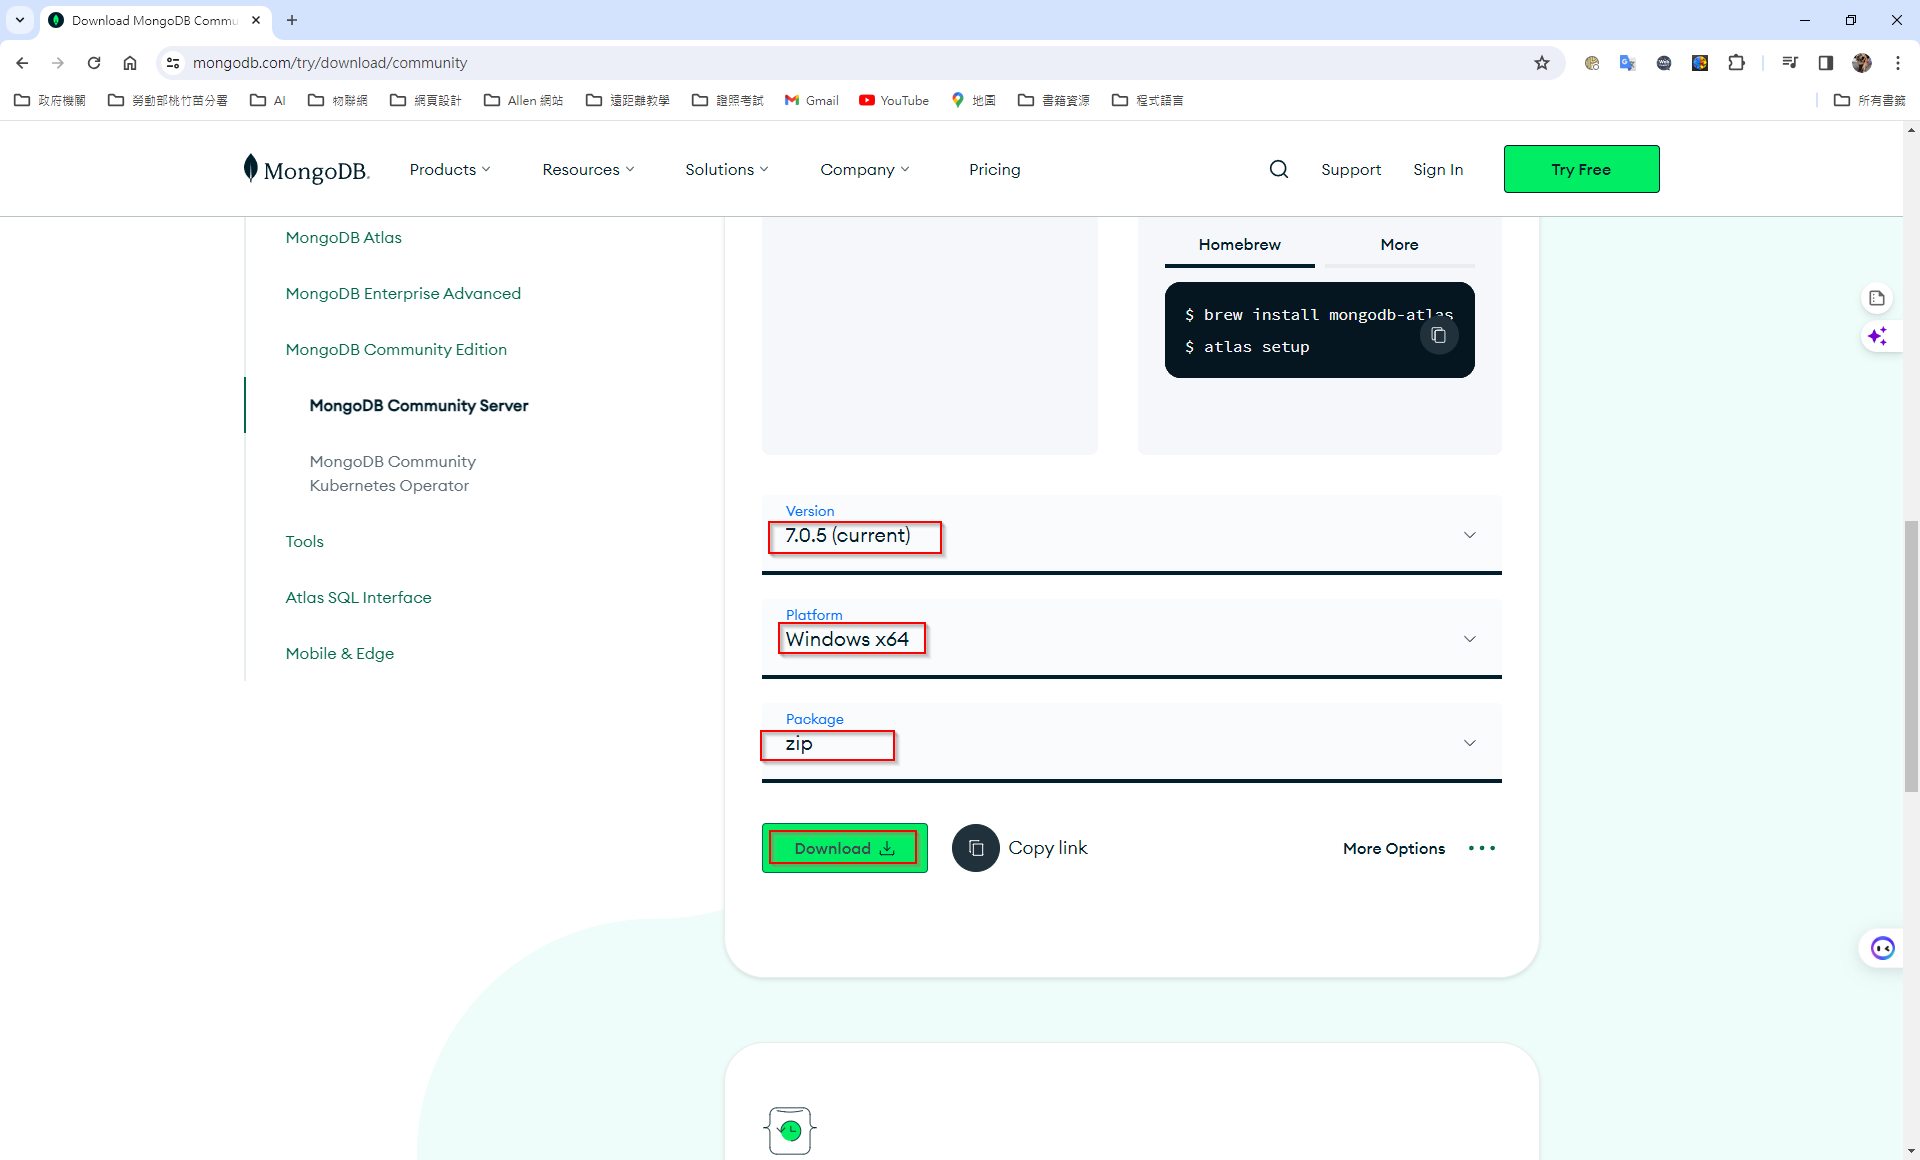 Download MongoDB Commu
mongodb.com/try/download/community
政府機關
勞動部桃竹苗分署
AI
物聯網
網頁設計
Allen 網站
遠距離教學
證照考試
Gmail
YouTube
地圖
書籍資源
程式語言
所有書籤
MongoDB.
Products
Resources
Solutions
Company
Pricing
Support
Sign In
Try Free
MongoDB Atlas
MongoDB Enterprise Advanced
MongoDB Community Edition
MongoDB Community Server
MongoDB Community
Kubernetes Operator
Tools
Atlas SQL Interface
Mobile & Edge
Homebrew
More
$ brew install mongodb-atlas
$ atlas setup
Version
7.0.5 (current)
Platform
Windows x64
Package
zip
Download
Copy link
More Options